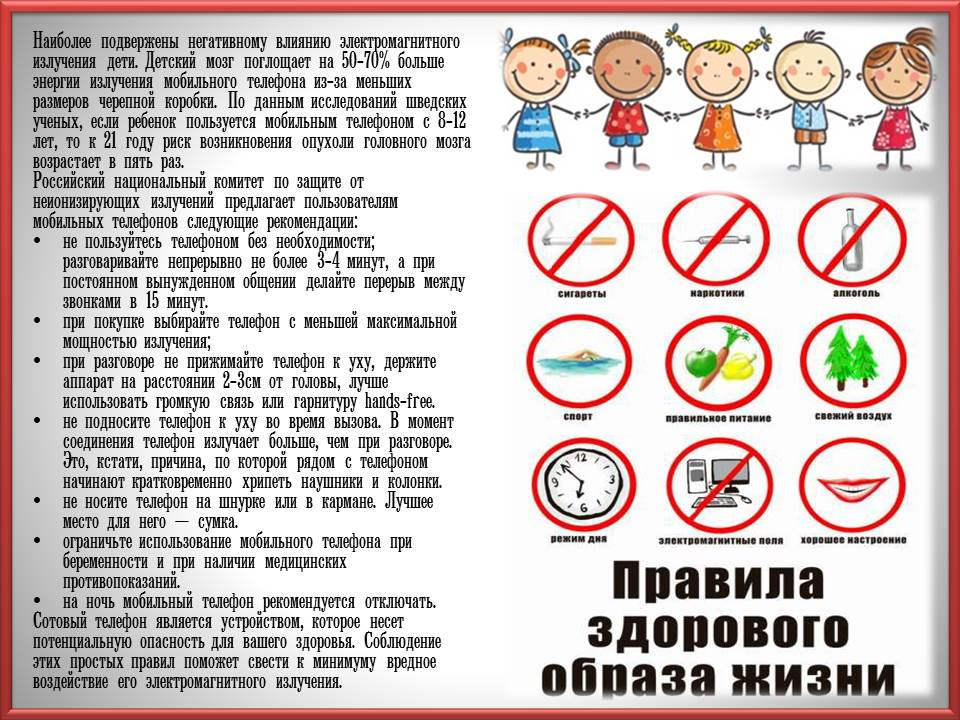 Наиболее подвержены негативному влиянию электромагнитного
излучения дети. Детский мозг поглощает на 50-70% больше
энергии излучения мобильного телефона из-за меньших
размеров черепной коробки. По данным исследований шведских
ученых, если ребенок пользуется мобильным телефоном с 8-12
лет, то к 21 году риск возникновения опухоли головного мозга
возрастает в пять раз.
Российский национальный комитет по защите от
неионизирующих излучений предлагает пользователям
мобильных телефонов следующие рекомендации:
• не пользуйтесь телефоном без необходимости;
разговаривайте непрерывно не более 3-4 минут, а при
постоянном вынужденном общении делайте перерыв между
звонками в 15 минут.
• при покупке выбирайте телефон с меньшей максимальной
мощностью излучения;
• при разговоре не прижимайте телефон к уху, держите
аппарат на расстоянии 2-3см от головы, лучше
использовать громкую связь или гарнитуру hands-free.
• не подносите телефон к уху во время вызова. В момент
соединения телефон излучает больше, чем при разговоре.
Это, кстати, причина, по которой рядом с телефоном
начинают кратковременно хрипеть наушники и колонки.
• не носите телефон на шнурке или в кармане. Лучшее
место для него — сумка.
• ограничьте использование мобильного телефона при
беременности и при наличии медицинских
противопоказаний.
• на ночь мобильный телефон рекомендуется отключать.
Сотовый телефон является устройством, которое несет
потенциальную опасность для вашего здоровья. Соблюдение
этих простых правил поможет свести к минимуму вредное
воздействие его электромагнитного излучения.
сигареты
наркотики
алкоголь
спорт
правильное питание
свежий воздух
12
3
6
9
режим дня
электромагнитные поля
хорошее настроение
Правила
здорового
образа жизни